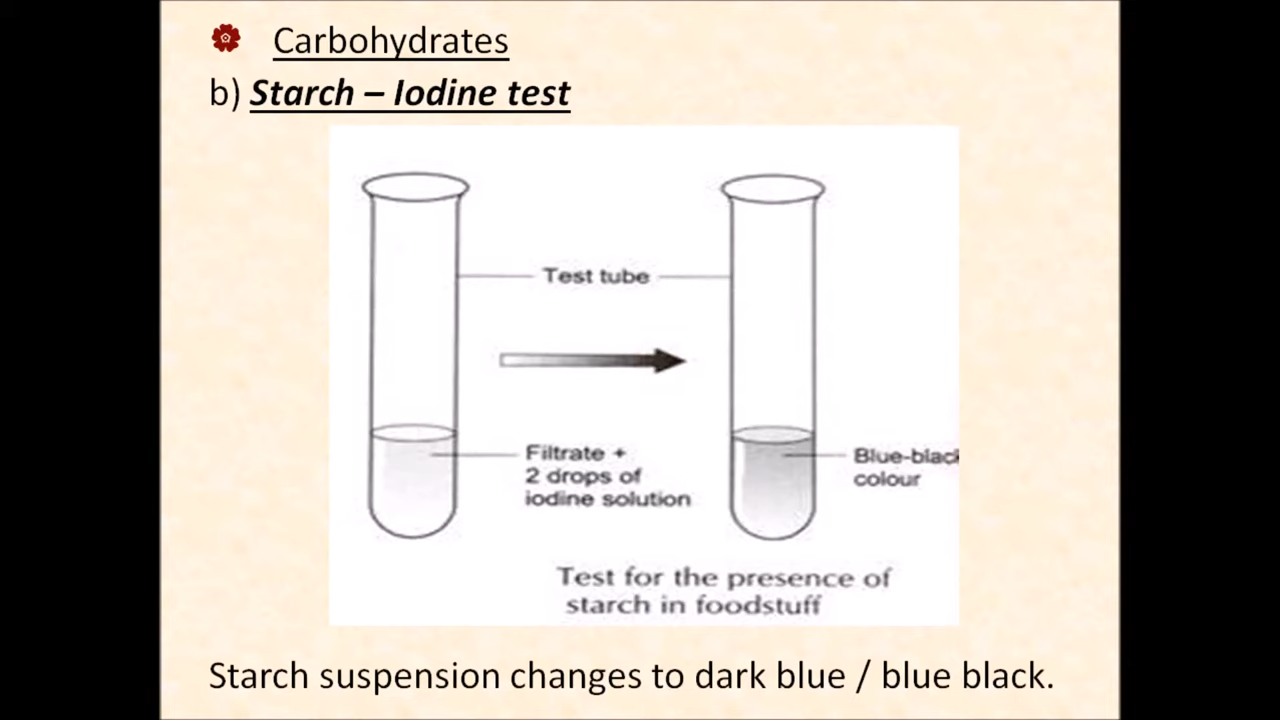 Carbohydrates
b) Starch – Iodine test
Test tube
Filtrate +
2 drops of
iodine solution
Blue-black
colour
Test for the presence of
starch in foodstuff
Starch suspension changes to dark blue / blue black.